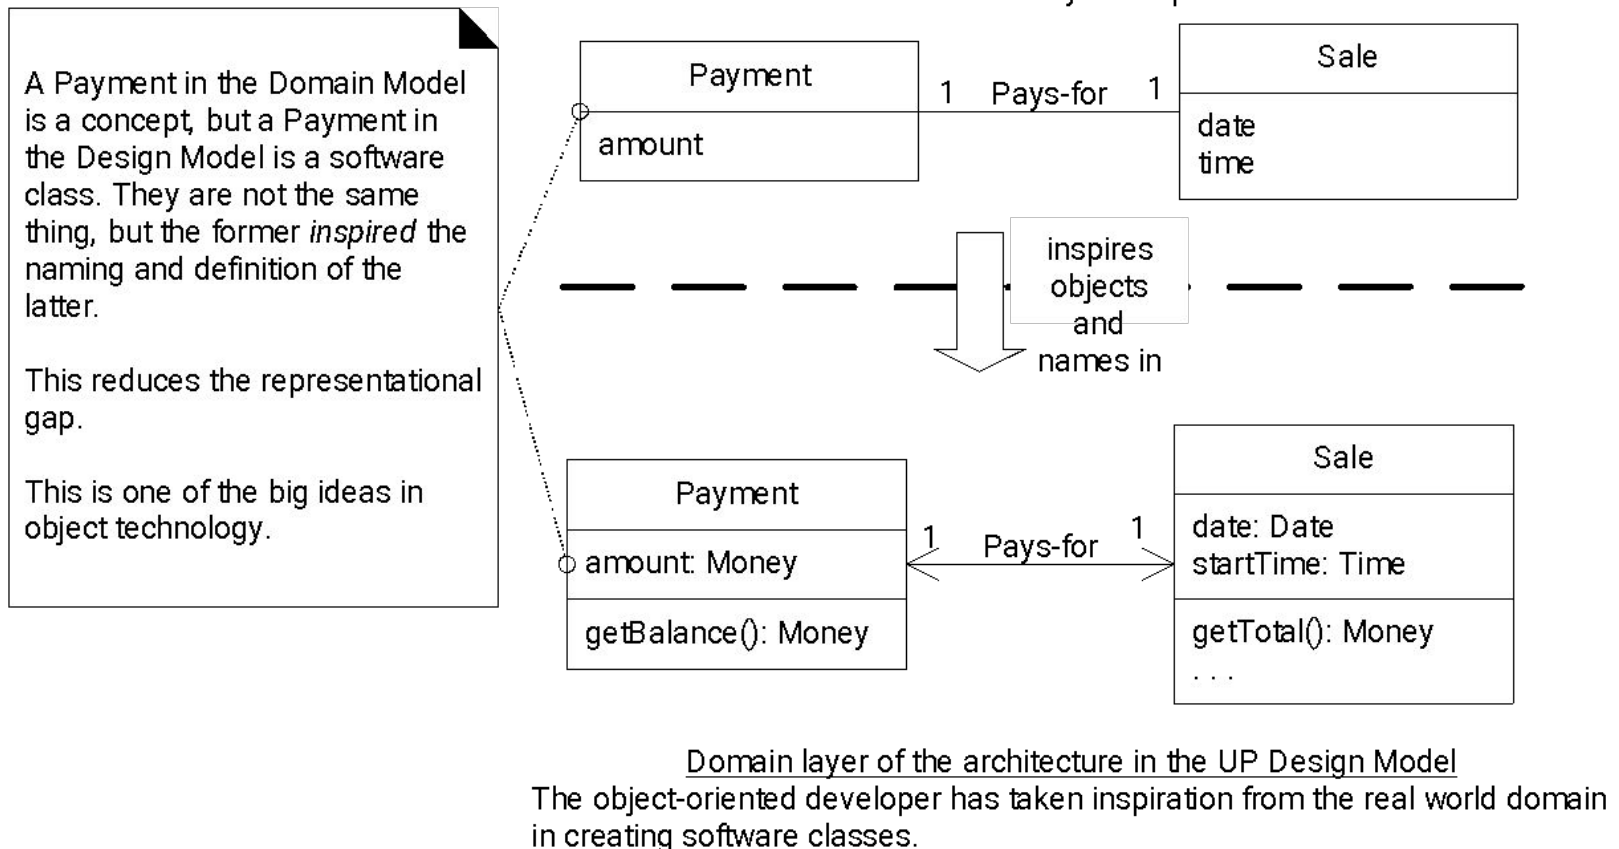 A Payment in the Domain Model
is a concept, but a Payment in
the Design Model is a software
class. They are not the same
thing, but the former inspired the
naming and definition of the
latter.
This reduces the representational
gap.
This is one of the big ideas in
object technology.
Payment
amount
1 Pays-for 1
Sale
date
time
inspires
objects
and
names in
Payment
amount: Money
getBalance(): Money
1 Pays-for 1
Sale
date: Date
startTime: Time
getTotal(): Money
. . .
Domain layer of the architecture in the UP Design Model
The object-oriented developer has taken inspiration from the real world domain
in creating software classes.